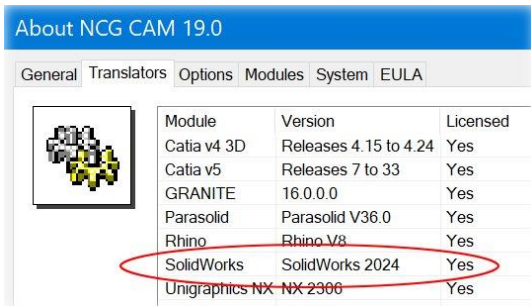 About NCG CAM 19.0
General Translators Options Modules System EULA
Module Version Licensed
Catia v4 3D Releases 4.15 to 4.24 Yes
Catia v5 Releases 7 to 33 Yes
GRANITE 16.0.0.0 Yes
Parasolid Parasolid V36.0 Yes
Rhino Rhino V8 Yes
SolidWorks SolidWorks 2024 Yes
Unigraphics NX NX 2306 Yes